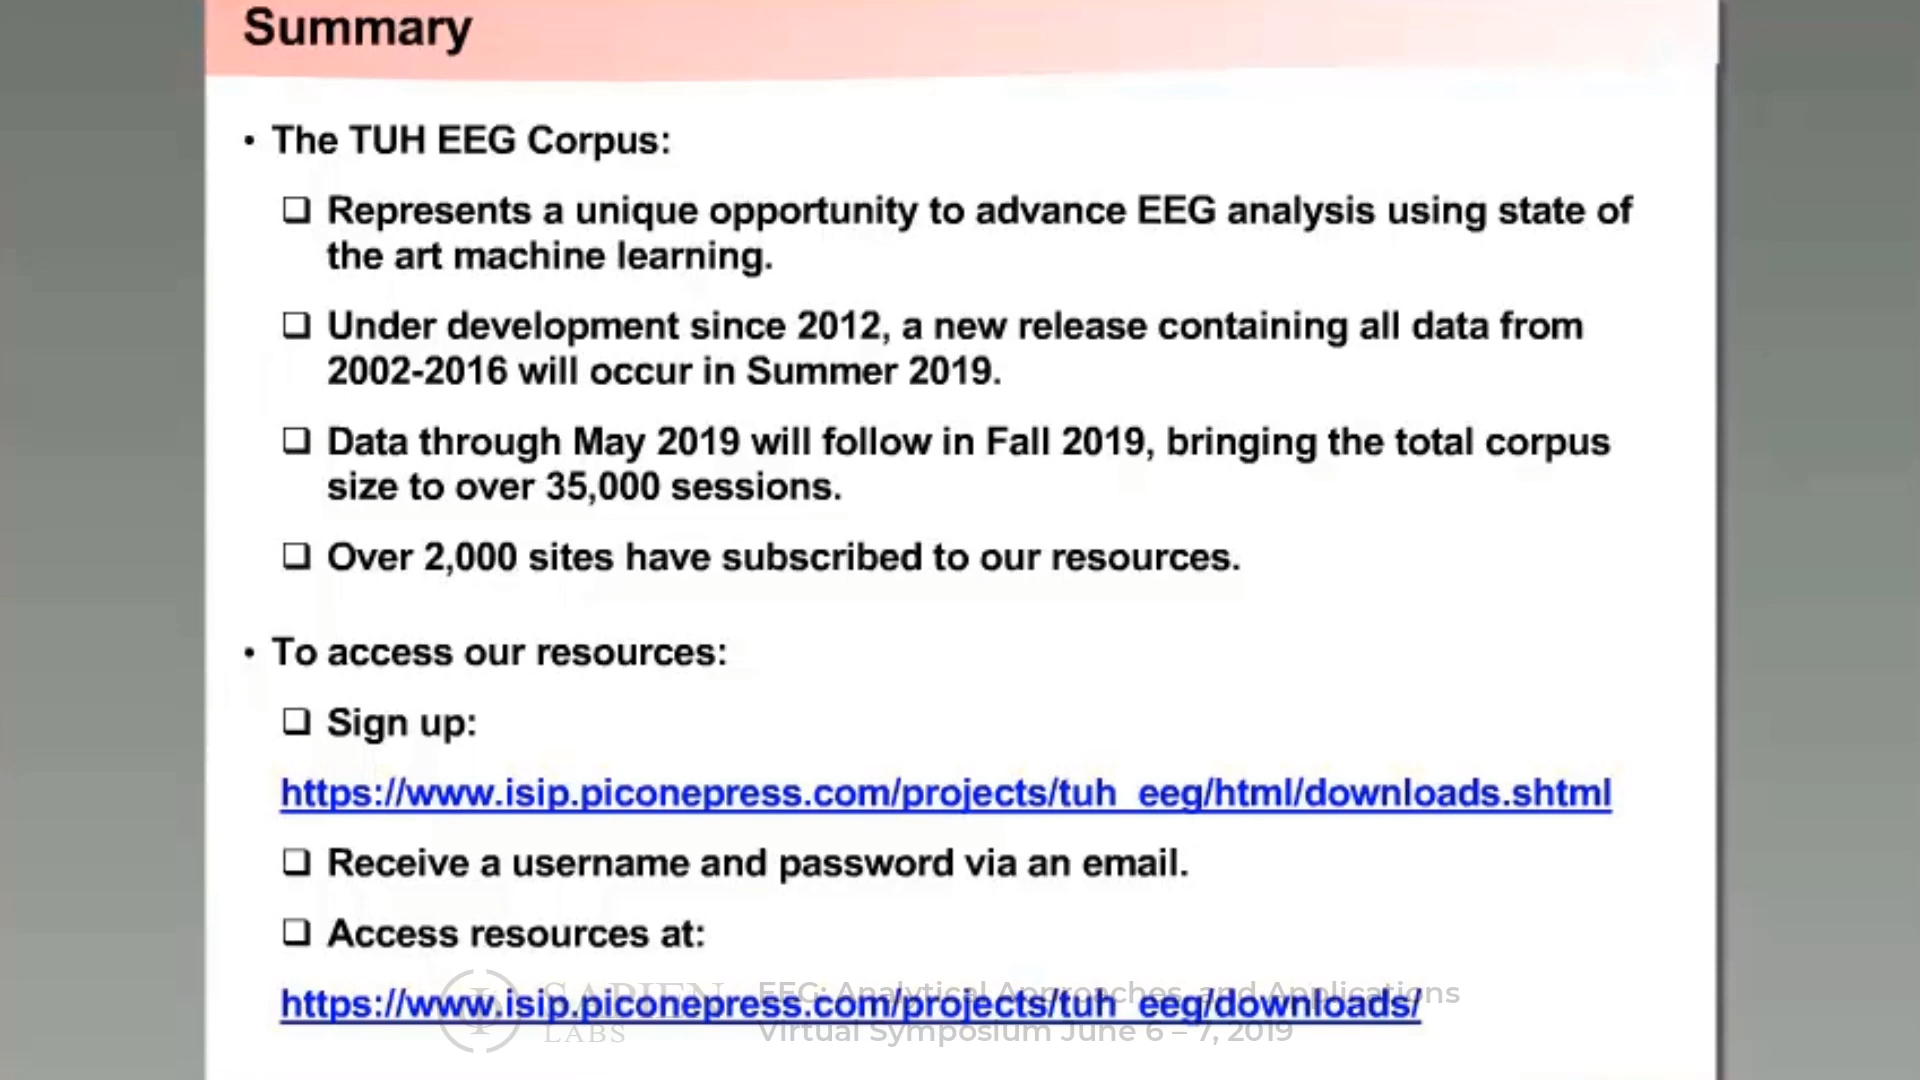 Summary
• The TUH EEG Corpus:
❑ Represents a unique opportunity to advance EEG analysis using state of
the art machine learning.
❑ Under development since 2012, a new release containing all data from
2002-2016 will occur in Summer 2019.
❑ Data through May 2019 will follow in Fall 2019, bringing the total corpus
size to over 35,000 sessions.
❑ Over 2,000 sites have subscribed to our resources.
• To access our resources:
❑ Sign up:
https://www.isip.piconepress.com/projects/tuh_eeg/html/downloads.shtml
❑ Receive a username and password via an email.
❑ Access resources at:
https://www.isip.piconepress.com/projects/tuh_eeg/downloads/
SAPIEN
LABS
EEG: Analytical Approaches and Applications
Virtual Symposium June 6 – 7, 2019